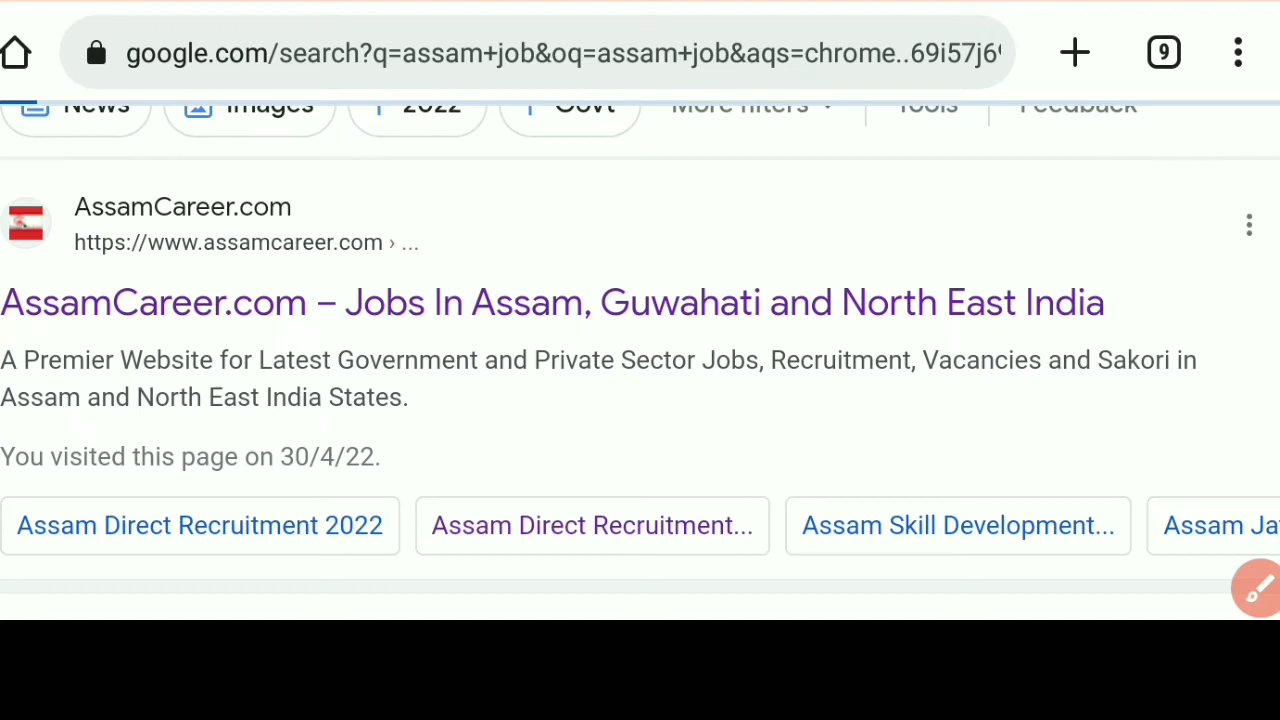 google.com/search?q=assam+job&oq=assam+job&aqs=chrome..69i57j6
9
News Images 2022 Govt More filters Tools Feedback
AssamCareer.com
https://www.assamcareer.com › ...
AssamCareer.com – Jobs In Assam, Guwahati and North East India
A Premier Website for Latest Government and Private Sector Jobs, Recruitment, Vacancies and Sakori in
Assam and North East India States.
You visited this page on 30/4/22.
Assam Direct Recruitment 2022 Assam Direct Recruitment... Assam Skill Development... Assam